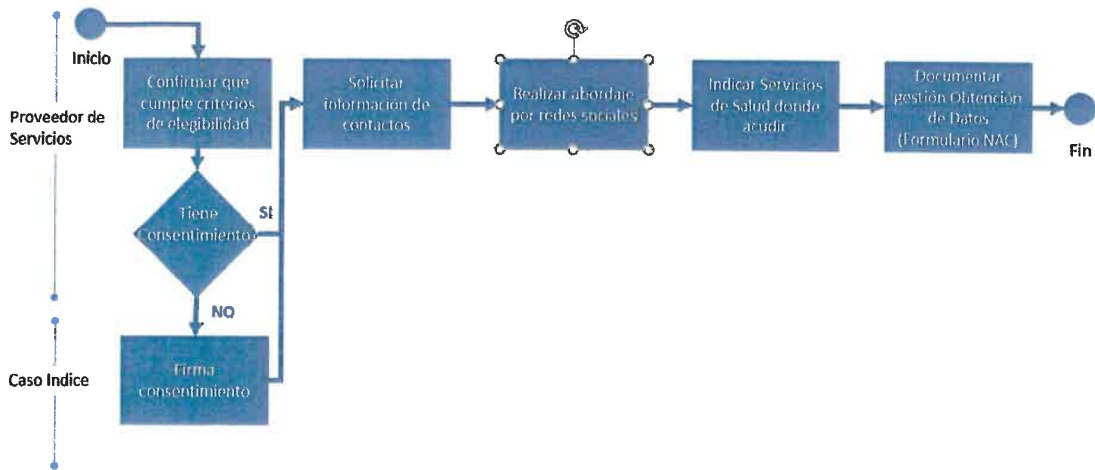 Inicio
Confirmar que
cumple criterios
de elegibilidad
Solicitar
información de
contactos
Realizar abordaje
por redes sociales
Indicar Servicios
de Salud donde
acudir
Documentar
gestión Obtención
de Datos
(Formulario NAC)
Fin
Proveedor de
Servicios
Tiene
Consentimiento
SI
NO
Caso Indice
Firma
consentimiento